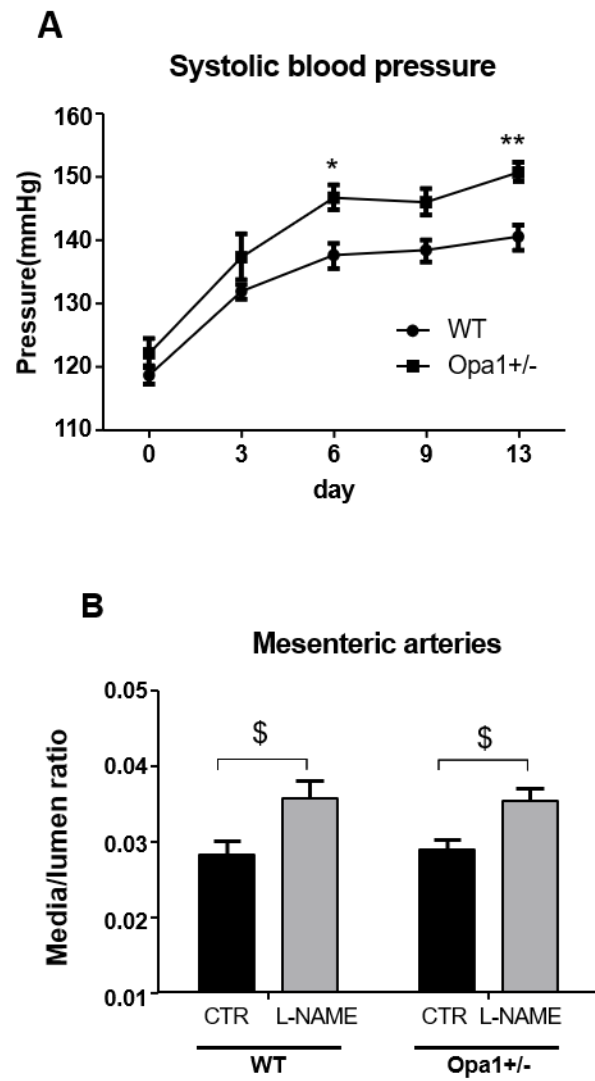 A
Systolic blood pressure
160
150
140
130
120
110
Pressure(mmHg)
*
**
WT
Opa1+/-
0 3 6 9 13
day
B
Mesenteric arteries
0.05
0.04
0.03
0.02
0.01
Media/lumen ratio
$ $
CTR L-NAME CTR L-NAME
WT Opa1+/-